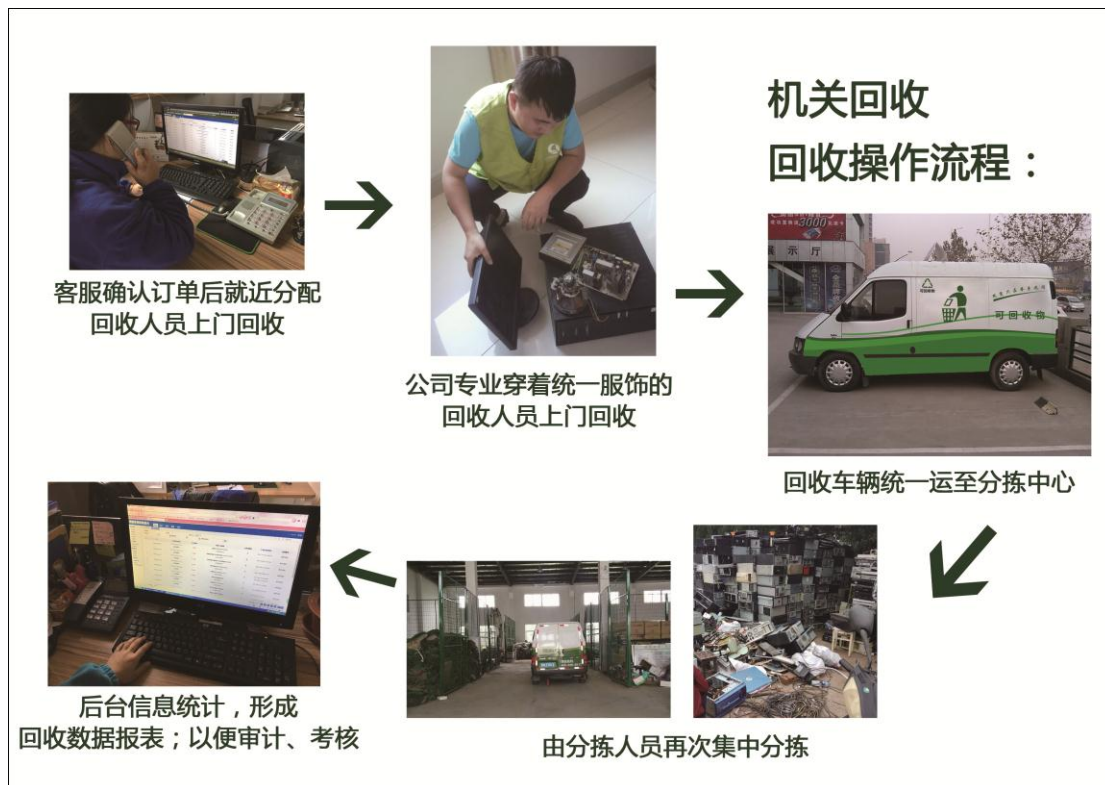 机关回收
回收操作流程：
客服确认订单后就近分配
回收人员上门回收
公司专业穿着统一服饰的
回收人员上门回收
3000
展示厅
可回收物
回收车辆统一运至分拣中心
由分拣人员再次集中分拣
后台信息统计，形成
回收数据报表；以便审计、考核